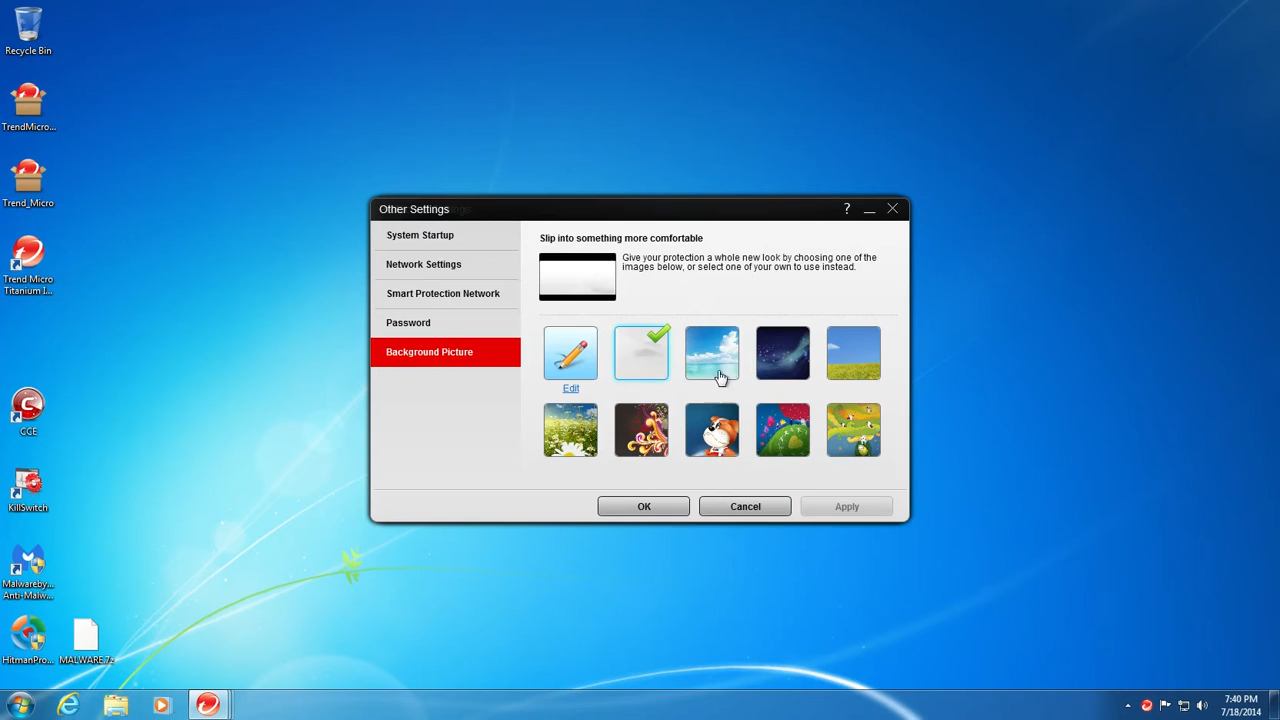 Recycle Bin
TrendMicro...
Trend_Micro
Trend Micro
Titanium I...
CCE
KillSwitch
Malwareby...
Anti-Malw...
HitmanPro...
MALWARE.7z
Other Settings
?
System Startup
Network Settings
Smart Protection Network
Password
Background Picture
Slip into something more comfortable
Give your protection a whole new look by choosing one of the
images below, or select one of your own to use instead.
Edit
OK
Cancel
Apply
7:40 PM
7/18/2014